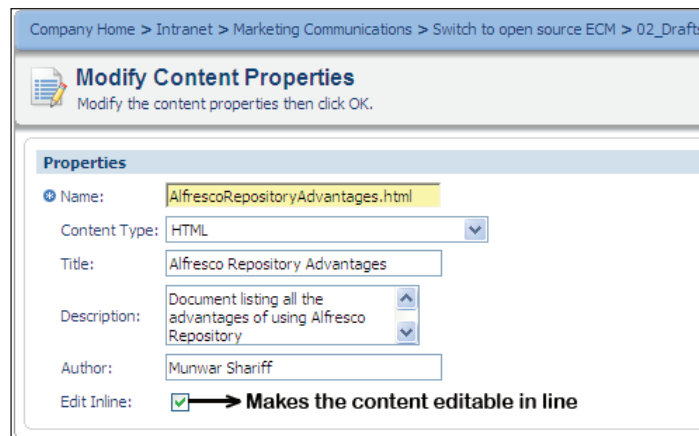 Company Home > Intranet > Marketing Communications > Switch to open source ECM > 02_Drafts
Modify Content Properties
Modify the content properties then click OK.
Properties
Name: AlfrescoRepositoryAdvantages.html
Content Type: HTML
Title: Alfresco Repository Advantages
Description: Document listing all the
advantages of using Alfresco
Repository
Author: Munwar Shariff
Edit Inline: Makes the content editable in line